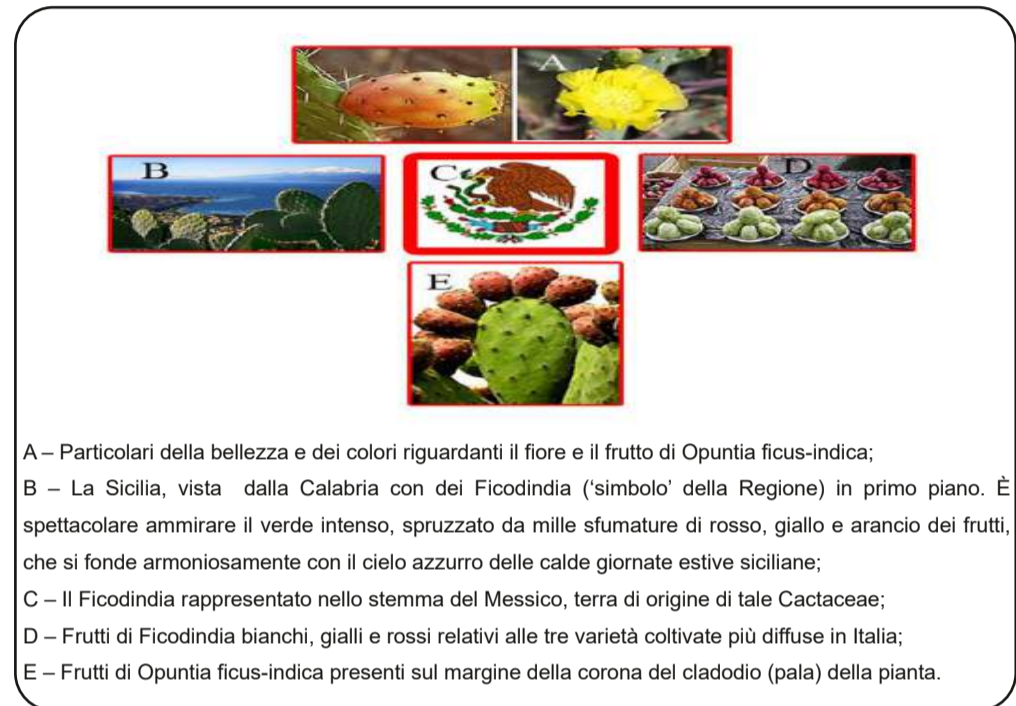 A
B
C
D
E
A – Particolari della bellezza e dei colori riguardanti il fiore e il frutto di Opuntia ficus-indica;
B – La Sicilia, vista dalla Calabria con dei Ficodindia (‘simbolo’ della Regione) in primo piano. È
spettacolare ammirare il verde intenso, spruzzato da mille sfumature di rosso, giallo e arancio dei frutti,
che si fonde armoniosamente con il cielo azzurro delle calde giornate estive siciliane;
C – Il Ficodindia rappresentato nello stemma del Messico, terra di origine di tale Cactaceae;
D – Frutti di Ficodindia bianchi, gialli e rossi relativi alle tre varietà coltivate più diffuse in Italia;
E – Frutti di Opuntia ficus-indica presenti sul margine della corona del cladodio (pala) della pianta.